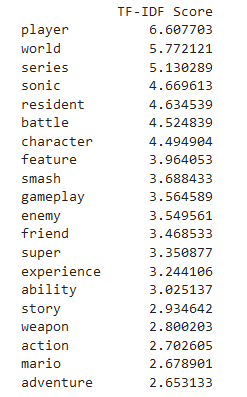 TF-IDF Score
player 6.607703
world 5.772121
series 5.130289
sonic 4.669613
resident 4.634539
battle 4.524839
character 4.494904
feature 3.964053
smash 3.688433
gameplay 3.564589
enemy 3.549561
friend 3.468533
super 3.350877
experience 3.244106
ability 3.025137
story 2.934642
weapon 2.800203
action 2.702605
mario 2.678901
adventure 2.653133